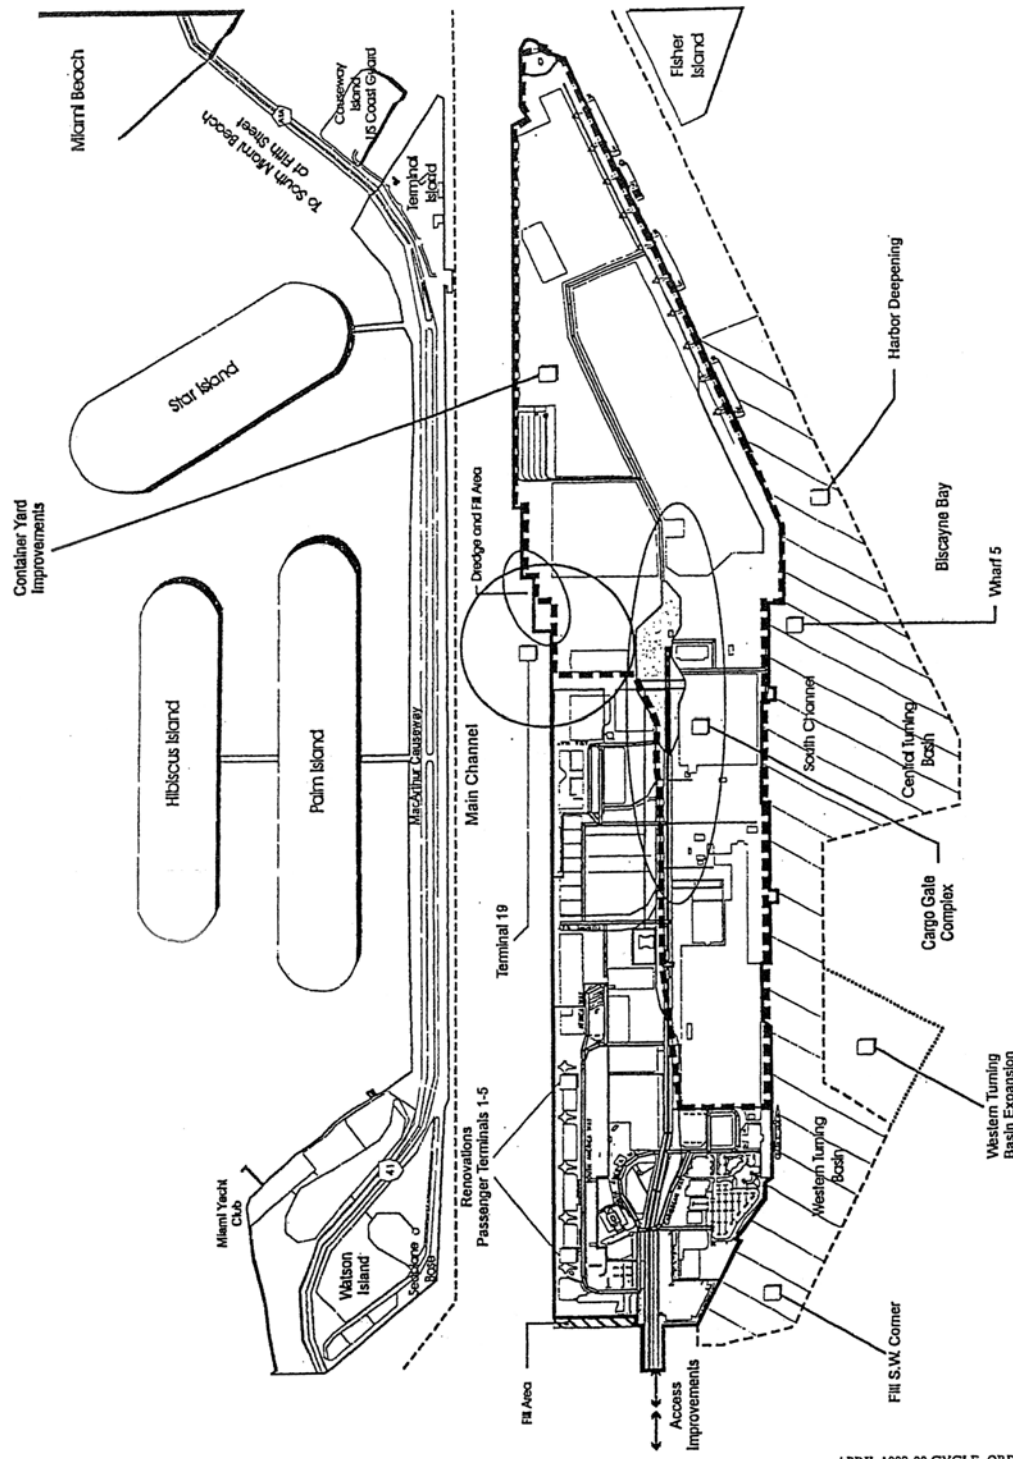 Miami Beach
A1A
To South Miami Beach
at Fifth Street
Causeway
Island
US Coast Guard
Terminal
Island
Fisher
Island
Star Island
Container Yard
Improvements
Hibiscus Island
Palm Island
MacArthur Causeway
Main Channel
Dredge and Fill Area
Terminal 19
Harbor Deepening
Biscayne Bay
Wharf 5
South Channel
Central Turning
Basin
Cargo Gate
Complex
Western Turning
Basin Expansion
Western Turning
Basin
Renovations
Passenger Terminals 1-5
Miami Yacht
Club
41
Watson
Island
Seaplane
Base
Fill Area
Access
Improvements
Fill S.W. Corner